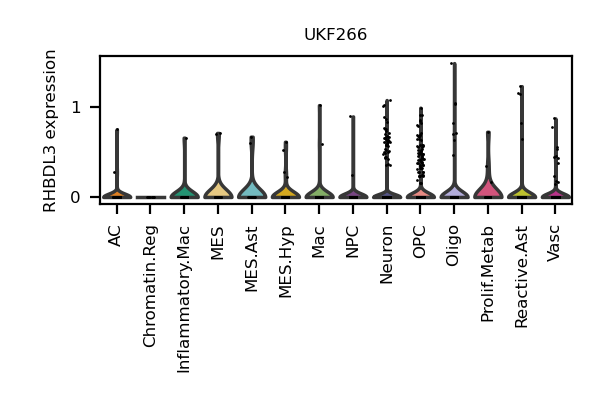 UKF266
RHBDL3 expression
1
0
AC
Chromatin.Reg
Inflammatory.Mac
MES
MES.Ast
MES.Hyp
Mac
NPC
Neuron
OPC
Oligo
Prolif.Metab
Reactive.Ast
Vasc